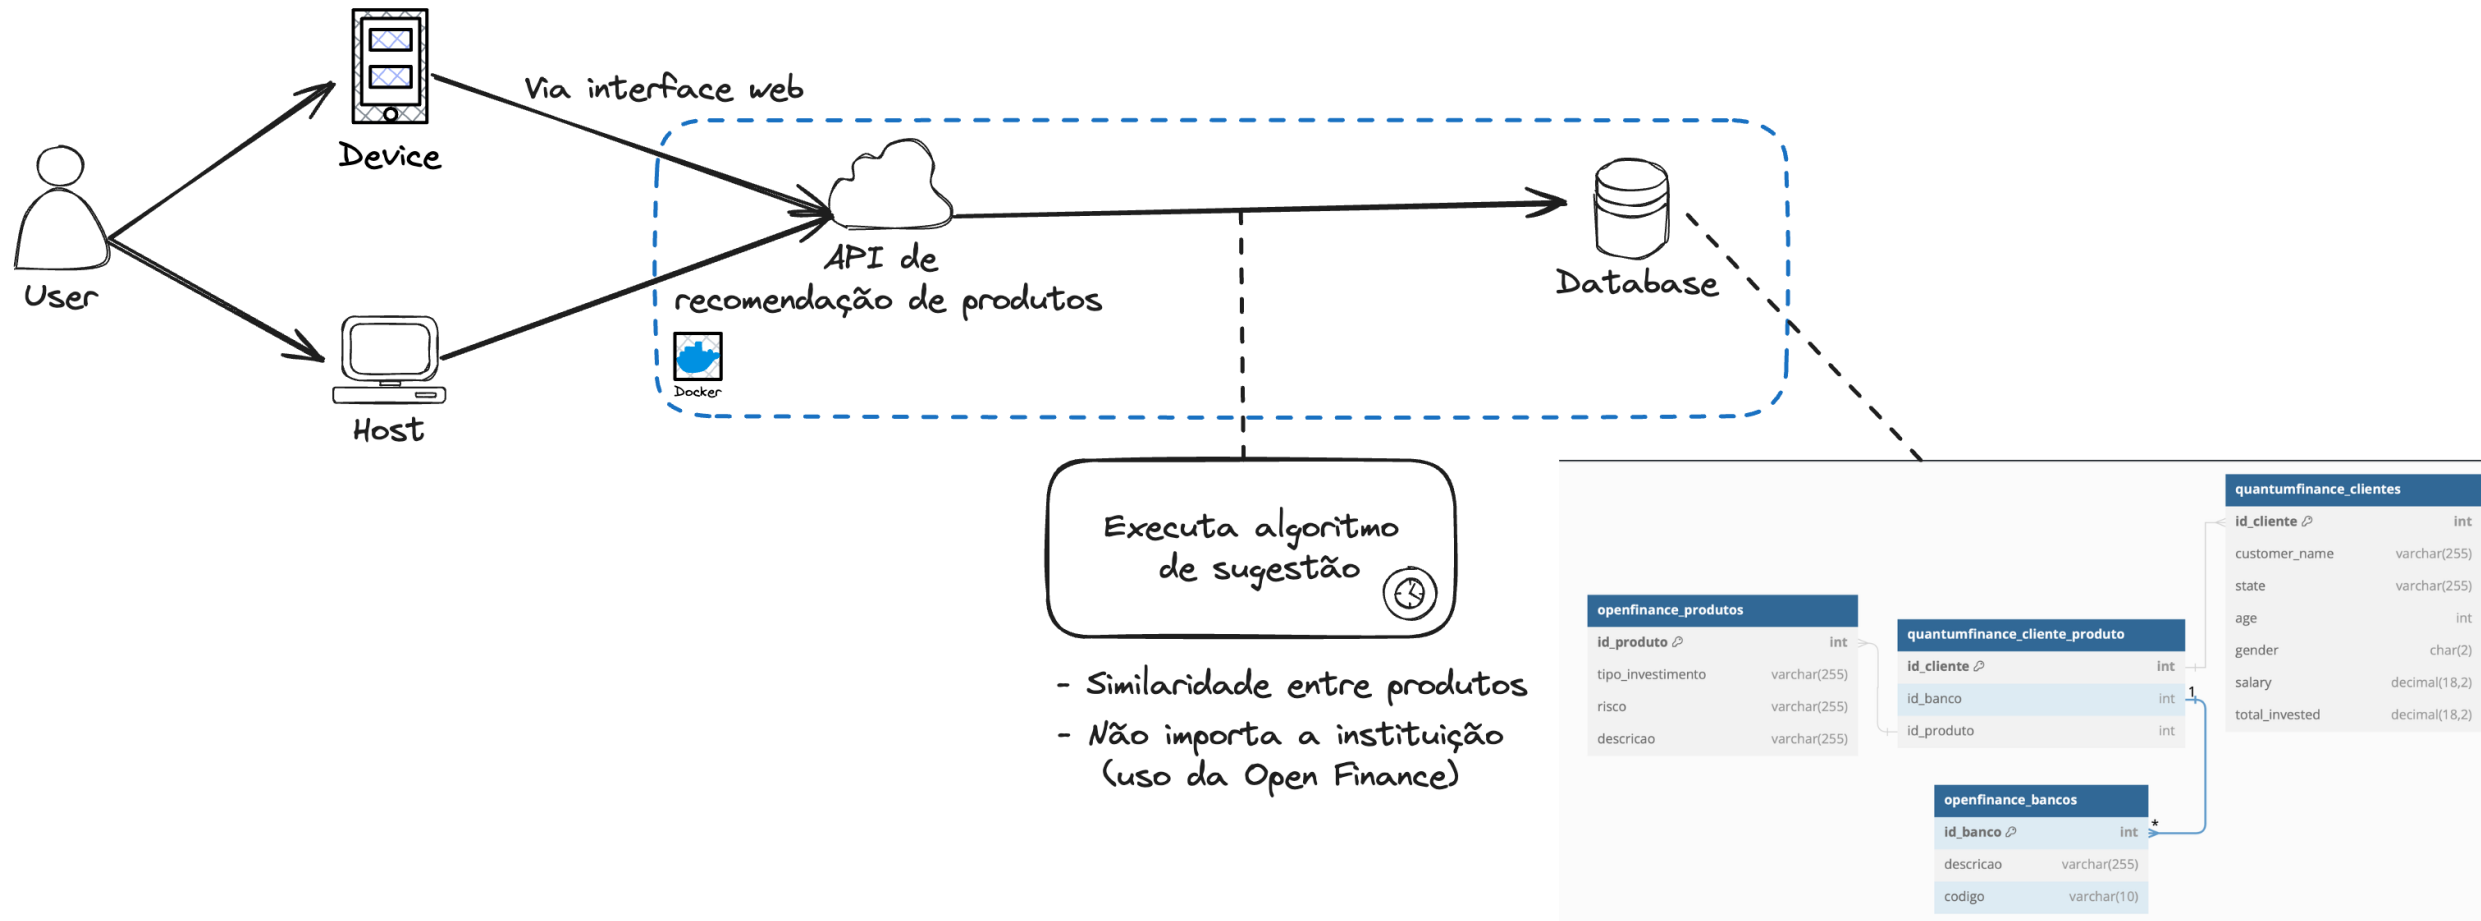 Via interface web
Device
User
API de
recomendação de produtos
Docker
Host
Database
Executa algoritmo
de sugestão
- Similaridade entre produtos
- Não importa a instituição
(uso da Open Finance)
quantumfinance_clientes
id_cliente int
customer_name varchar(255)
state varchar(255)
age int
gender char(2)
salary decimal(18,2)
total_invested decimal(18,2)
openfinance_produtos
id_produto int
tipo_investimento varchar(255)
risco varchar(255)
descricao varchar(255)
quantumfinance_cliente_produto
id_cliente int
id_banco int
1
id_produto int
openfinance_bancos
id_banco int
*
descricao varchar(255)
codigo varchar(10)